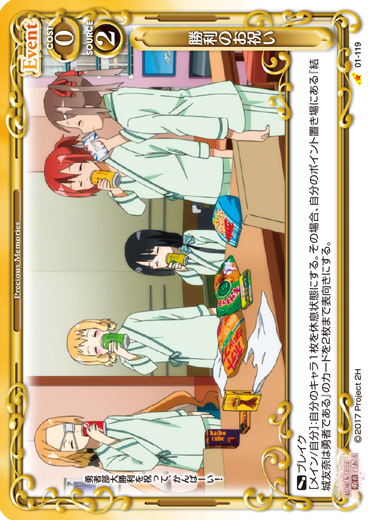 Event
COST
0
SOURCE
2
勝利のお祝い
01-119
Precious Memories
勇者部大勝利を祝って、かんぱーい!
ブレイク
[メイン/自分]:自分のキャラ1枚を休息状態にする。その場合、自分のポイント置き場にある「結
城友奈は勇者である」のカードを2枚まで表向きにする。
©2017 Project 2H